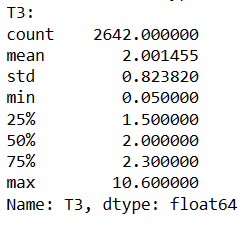 T3:
count    2642.000000
mean        2.001455
std         0.823820
min         0.050000
25%         1.500000
50%         2.000000
75%         2.300000
max        10.600000
Name: T3, dtype: float64